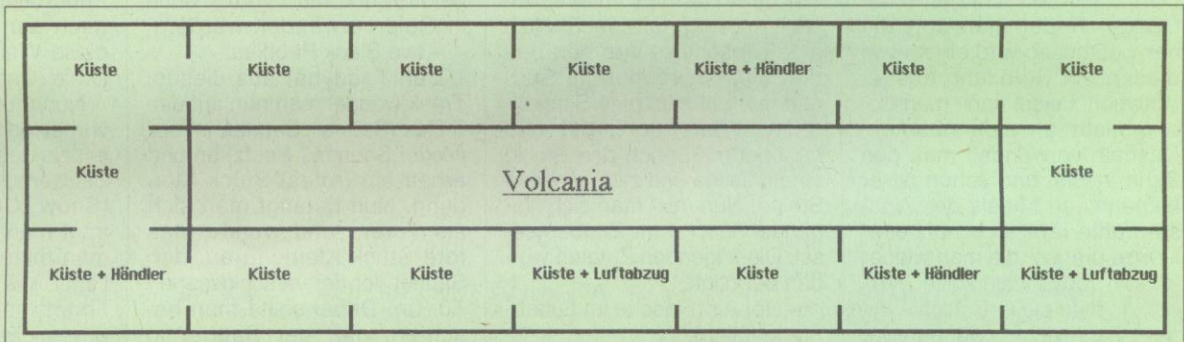 Küste Küste Küste Küste Küste + Händler Küste Küste
Küste Volcania Küste
Küste + Händler Küste Küste Küste + Luftabzug Küste Küste + Händler Küste + Luftabzug